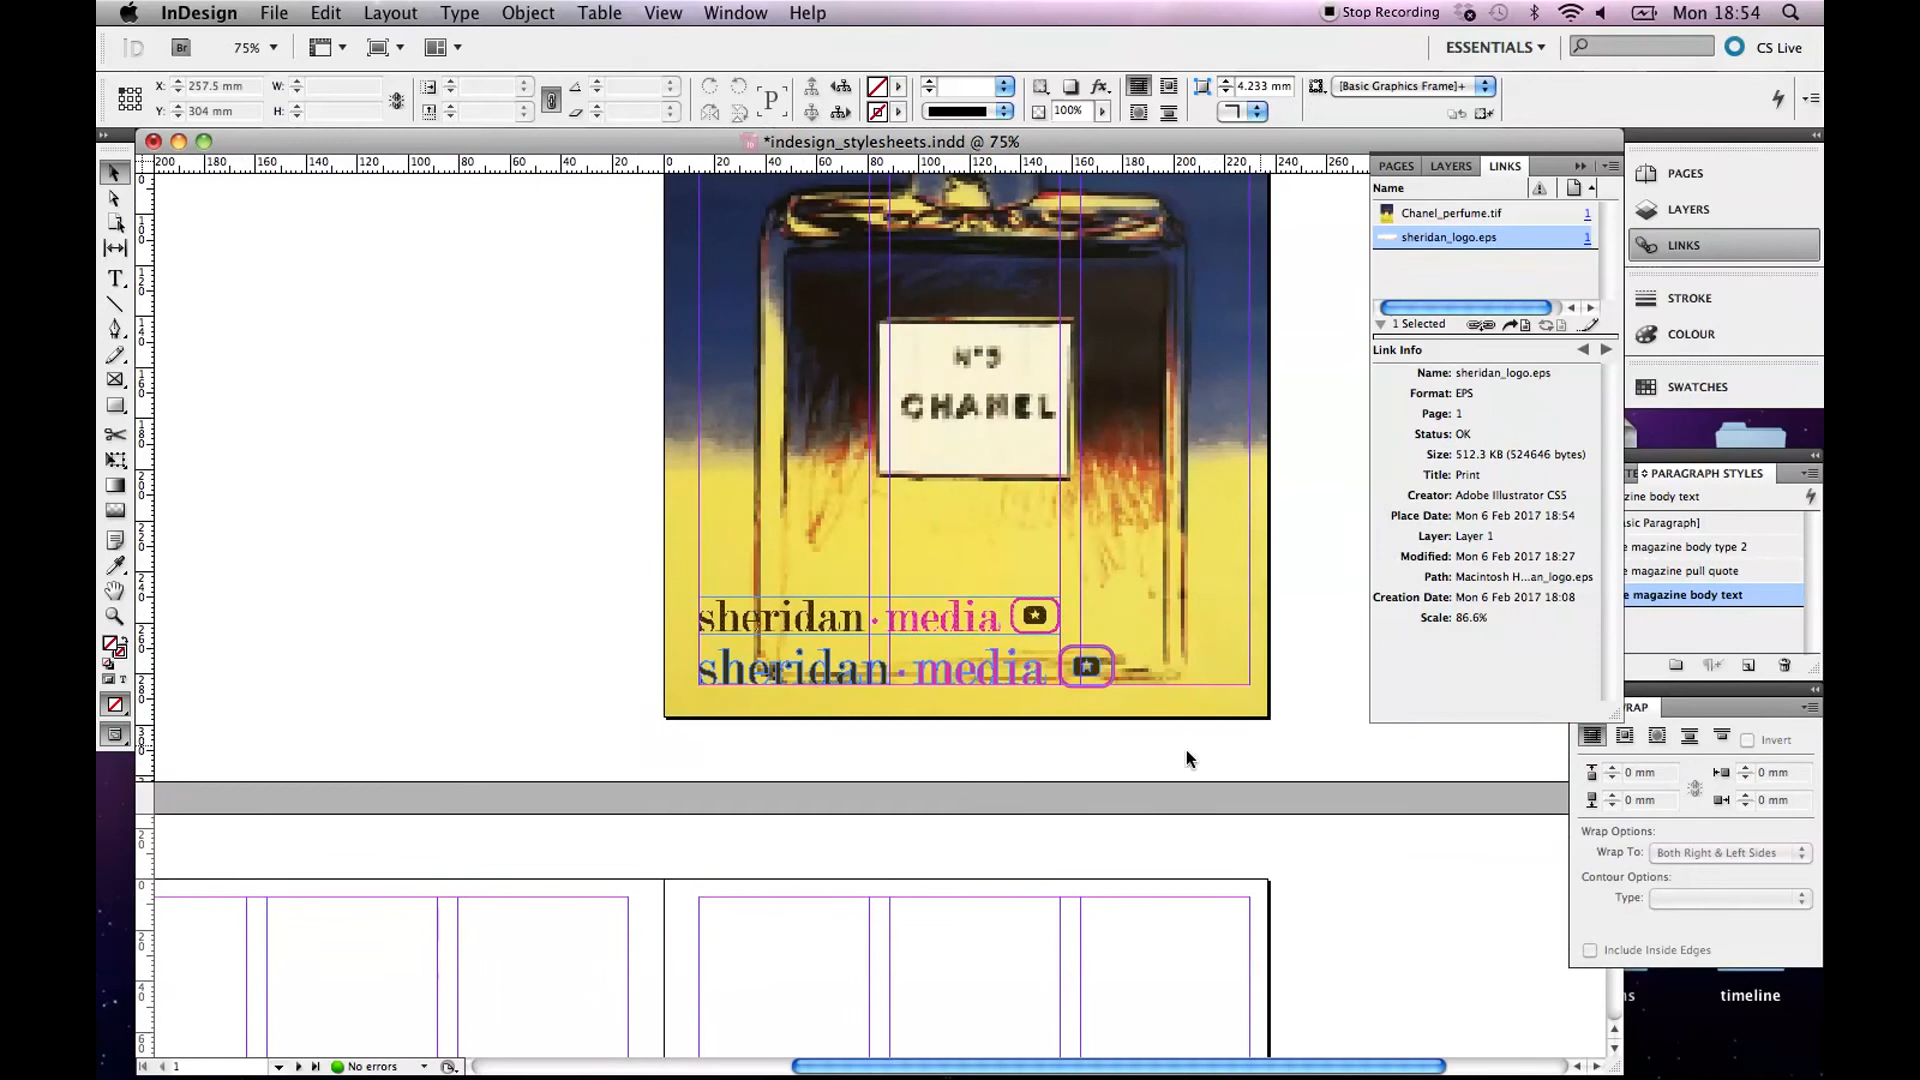 InDesign File Edit Layout Type Object Table View Window Help Stop Recording Mon 18:54
iD Br 75% ESSENTIALS CS Live
X: 257.5 mm W: 4.233 mm [Basic Graphics Frame]+
Y: 304 mm H: P fx 100%
*indesign_stylesheets.indd @ 75%
200 180 160 140 120 100 80 60 40 20 0 20 40 60 80 100 120 140 160 180 200 220 240 260
PAGES LAYERS LINKS
Name
Chanel_perfume.tif 1
sheridan_logo.eps 1
1 Selected
Link Info
Name: sheridan_logo.eps
Format: EPS
Page: 1
Status: OK
Size: 512.3 KB (524646 bytes)
Title: Print
Creator: Adobe Illustrator CS5
Place Date: Mon 6 Feb 2017 18:54
Layer: Layer 1
Modified: Mon 6 Feb 2017 18:27
Path: Macintosh H...an_logo.eps
Creation Date: Mon 6 Feb 2017 18:08
Scale: 86.6%
PAGES
LAYERS
LINKS
STROKE
COLOUR
SWATCHES
PARAGRAPH STYLES
zine body text
sic Paragraph]
e magazine body type 2
e magazine pull quote
e magazine body text
RAP
Invert
0 mm 0 mm
0 mm 0 mm
Wrap Options:
Wrap To: Both Right & Left Sides
Contour Options:
Type:
Include Inside Edges
ns timeline
N°5
CHANEL
sheridan·media
sheridan·media
1 No errors